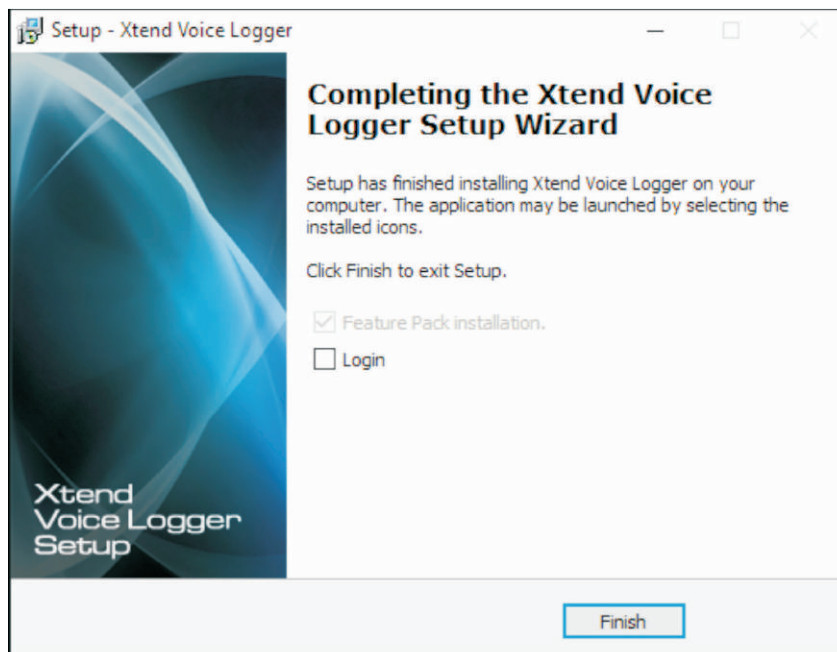 Setup - Xtend Voice Logger
Completing the Xtend Voice
Logger Setup Wizard
Setup has finished installing Xtend Voice Logger on your
computer. The application may be launched by selecting the
installed icons.
Click Finish to exit Setup.
Feature Pack installation.
Login
Xtend
Voice Logger
Setup
Finish